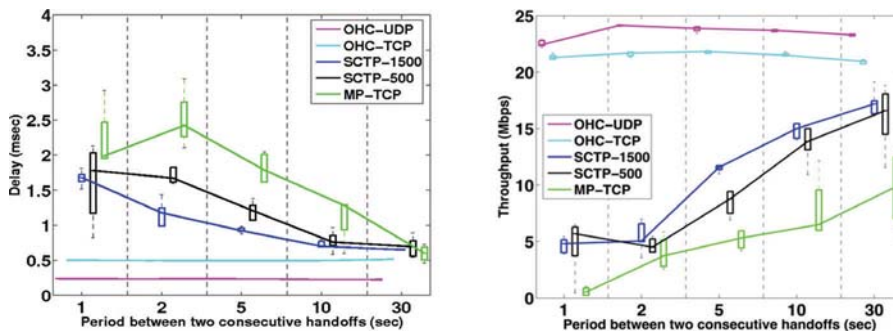 4
3.5
3
2.5
2
1.5
1
0.5
0
Delay (msec)
OHC-UDP
OHC-TCP
SCTP-1500
SCTP-500
MP-TCP
1 2 5 10 30
Period between two consecutive handoffs (sec)
25
20
15
10
5
0
Throughput (Mbps)
OHC-UDP
OHC-TCP
SCTP-1500
SCTP-500
MP-TCP
1 2 5 10 30
Period between two consecutive handoffs (sec)